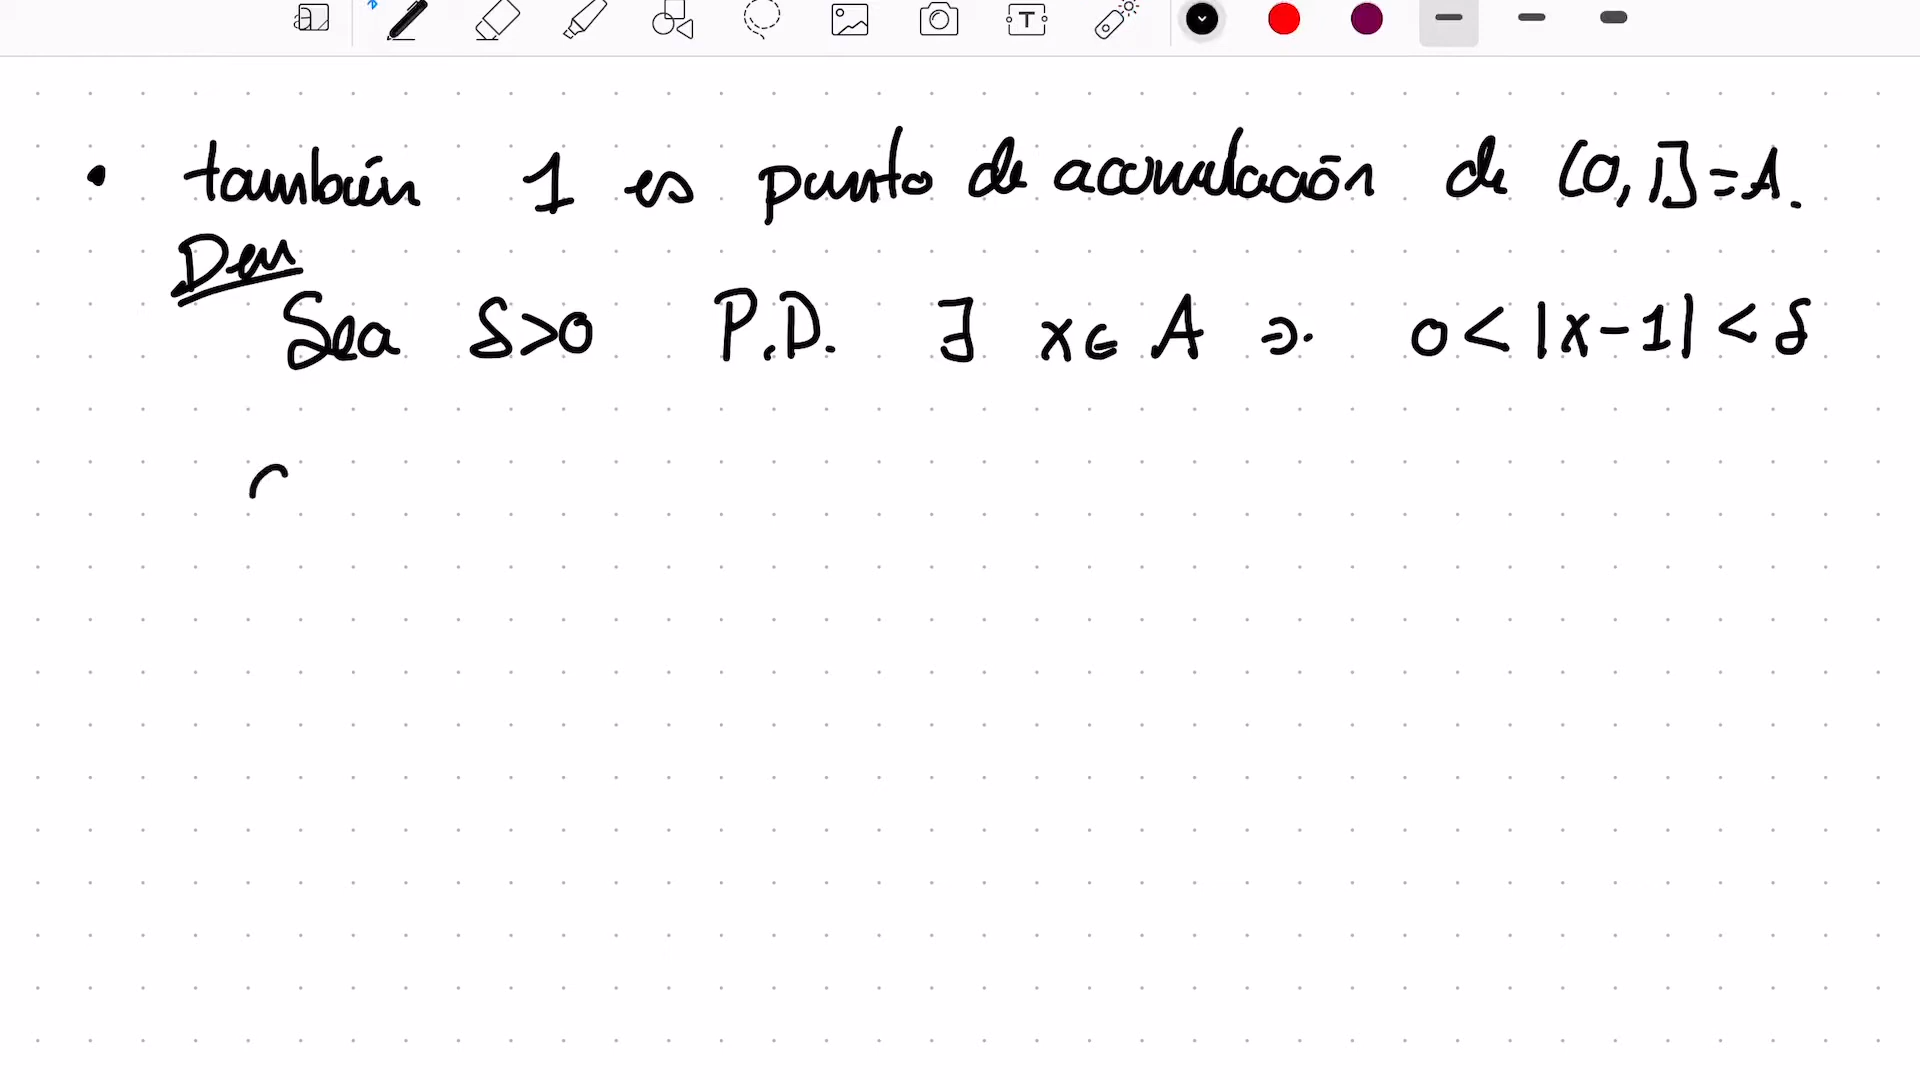 • también 1 es punto de acumulación de (0,1]=A.
Dem
Sea δ>0 P.D. ∃ x∈A ∋. 0<|x-1|<δ